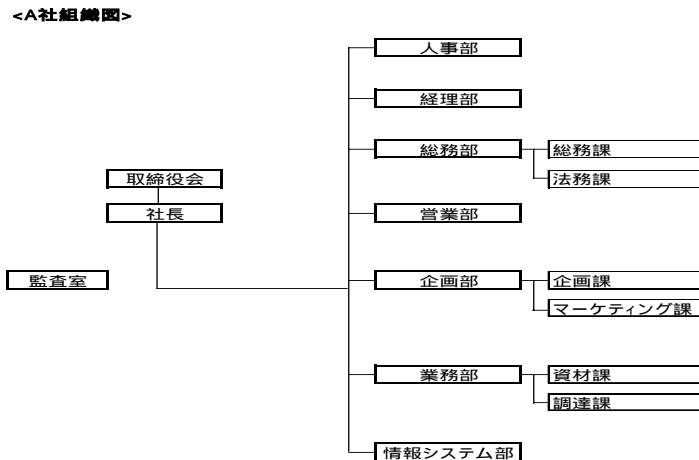 <A社組織図>
人事部
経理部
総務部
総務課
法務課
取締役会
社長
営業部
監査室
企画部
企画課
マーケティング課
業務部
資材課
調達課
情報システム部